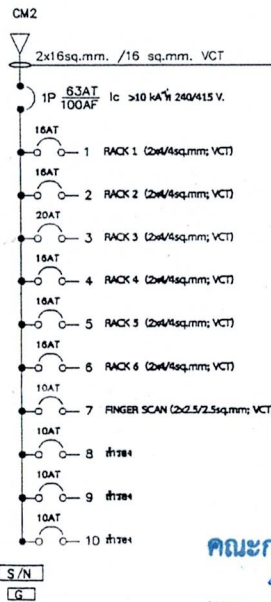 CM2
2x16sq.mm. /16 sq.mm. VCT
1P 63AT/100AF Ic >10 kA ที่ 240/415 V.
16AT
1 RACK 1 (2x4/4sq.mm; VCT)
16AT
2 RACK 2 (2x4/4sq.mm; VCT)
20AT
3 RACK 3 (2x4/4sq.mm; VCT)
16AT
4 RACK 4 (2x4/4sq.mm; VCT)
16AT
5 RACK 5 (2x4/4sq.mm; VCT)
16AT
6 RACK 6 (2x4/4sq.mm; VCT)
10AT
7 FINGER SCAN (2x2.5/2.5sq.mm; VCT
10AT
8 สำรอง
10AT
9 สำรอง
10AT
10 สำรอง
คณะก
S/N
G